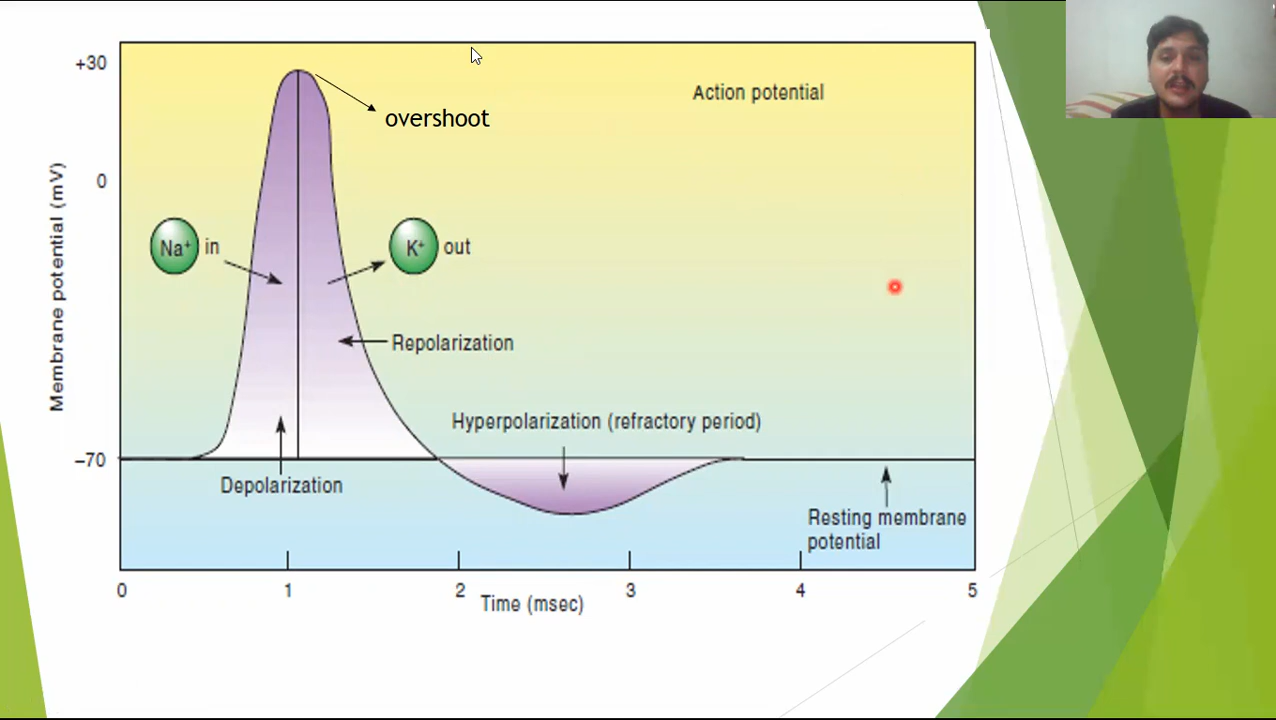 +30
Action potential
overshoot
Membrane potential (mV)
0
Na⁺ in
K⁺ out
Repolarization
Hyperpolarization (refractory period)
–70
Depolarization
Resting membrane
potential
0 1 2 3 4 5
Time (msec)